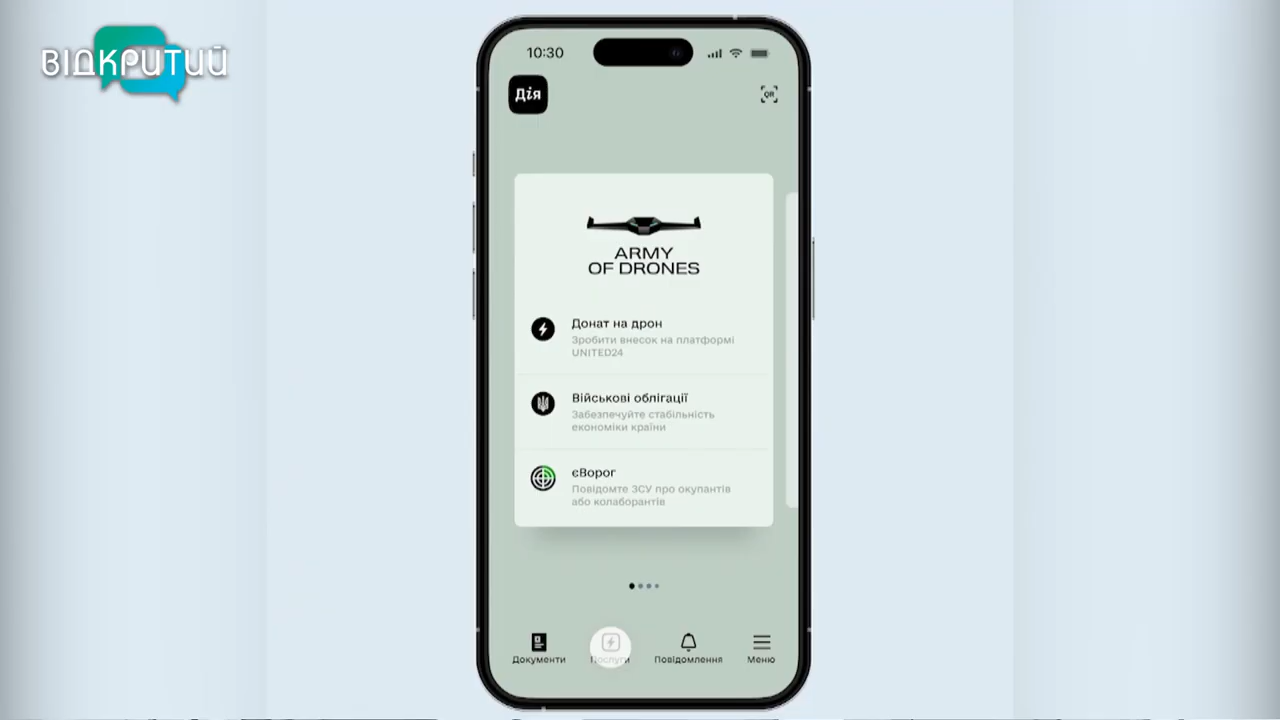 ВІДКРИТИЙ
10:30
Дія
QR
ARMY
OF DRONES
Донат на дрон
Зробити внесок на платформі
UNITED24
Військові облігації
Забезпечуйте стабільність
економіки країни
єВорог
Повідомте ЗСУ про окупантів
або колаборантів
Документи
Послуги
Повідомлення
Меню